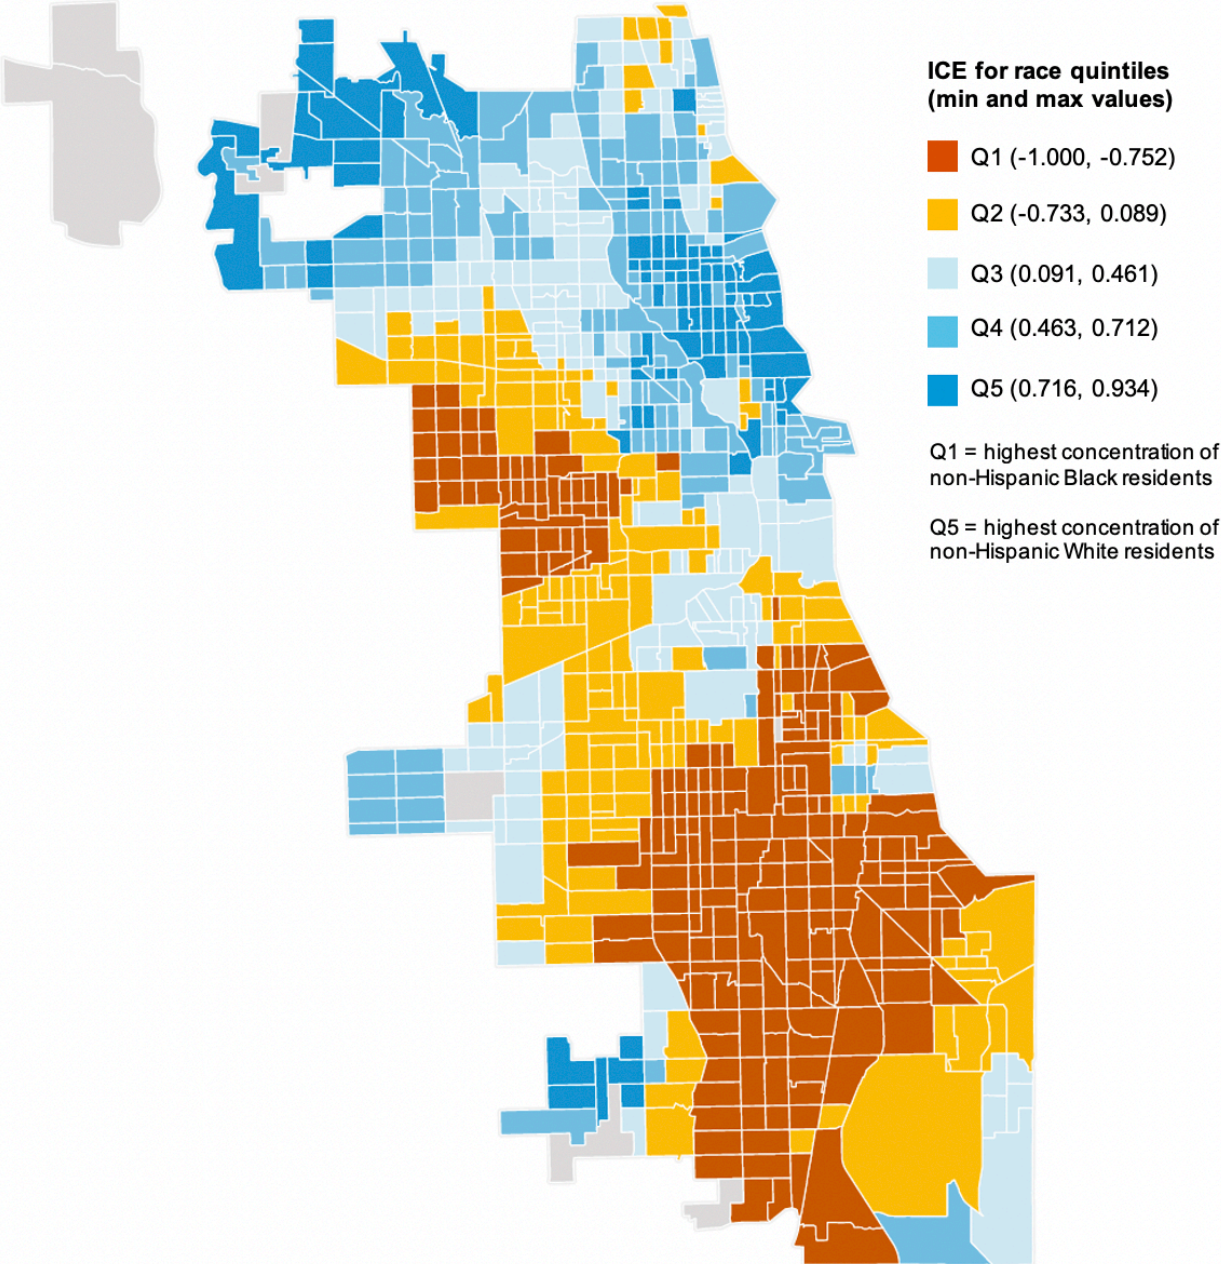 ICE for race quintiles
(min and max values)
Q1 (-1.000, -0.752)
Q2 (-0.733, 0.089)
Q3 (0.091, 0.461)
Q4 (0.463, 0.712)
Q5 (0.716, 0.934)
Q1 = highest concentration of
non-Hispanic Black residents
Q5 = highest concentration of
non-Hispanic White residents